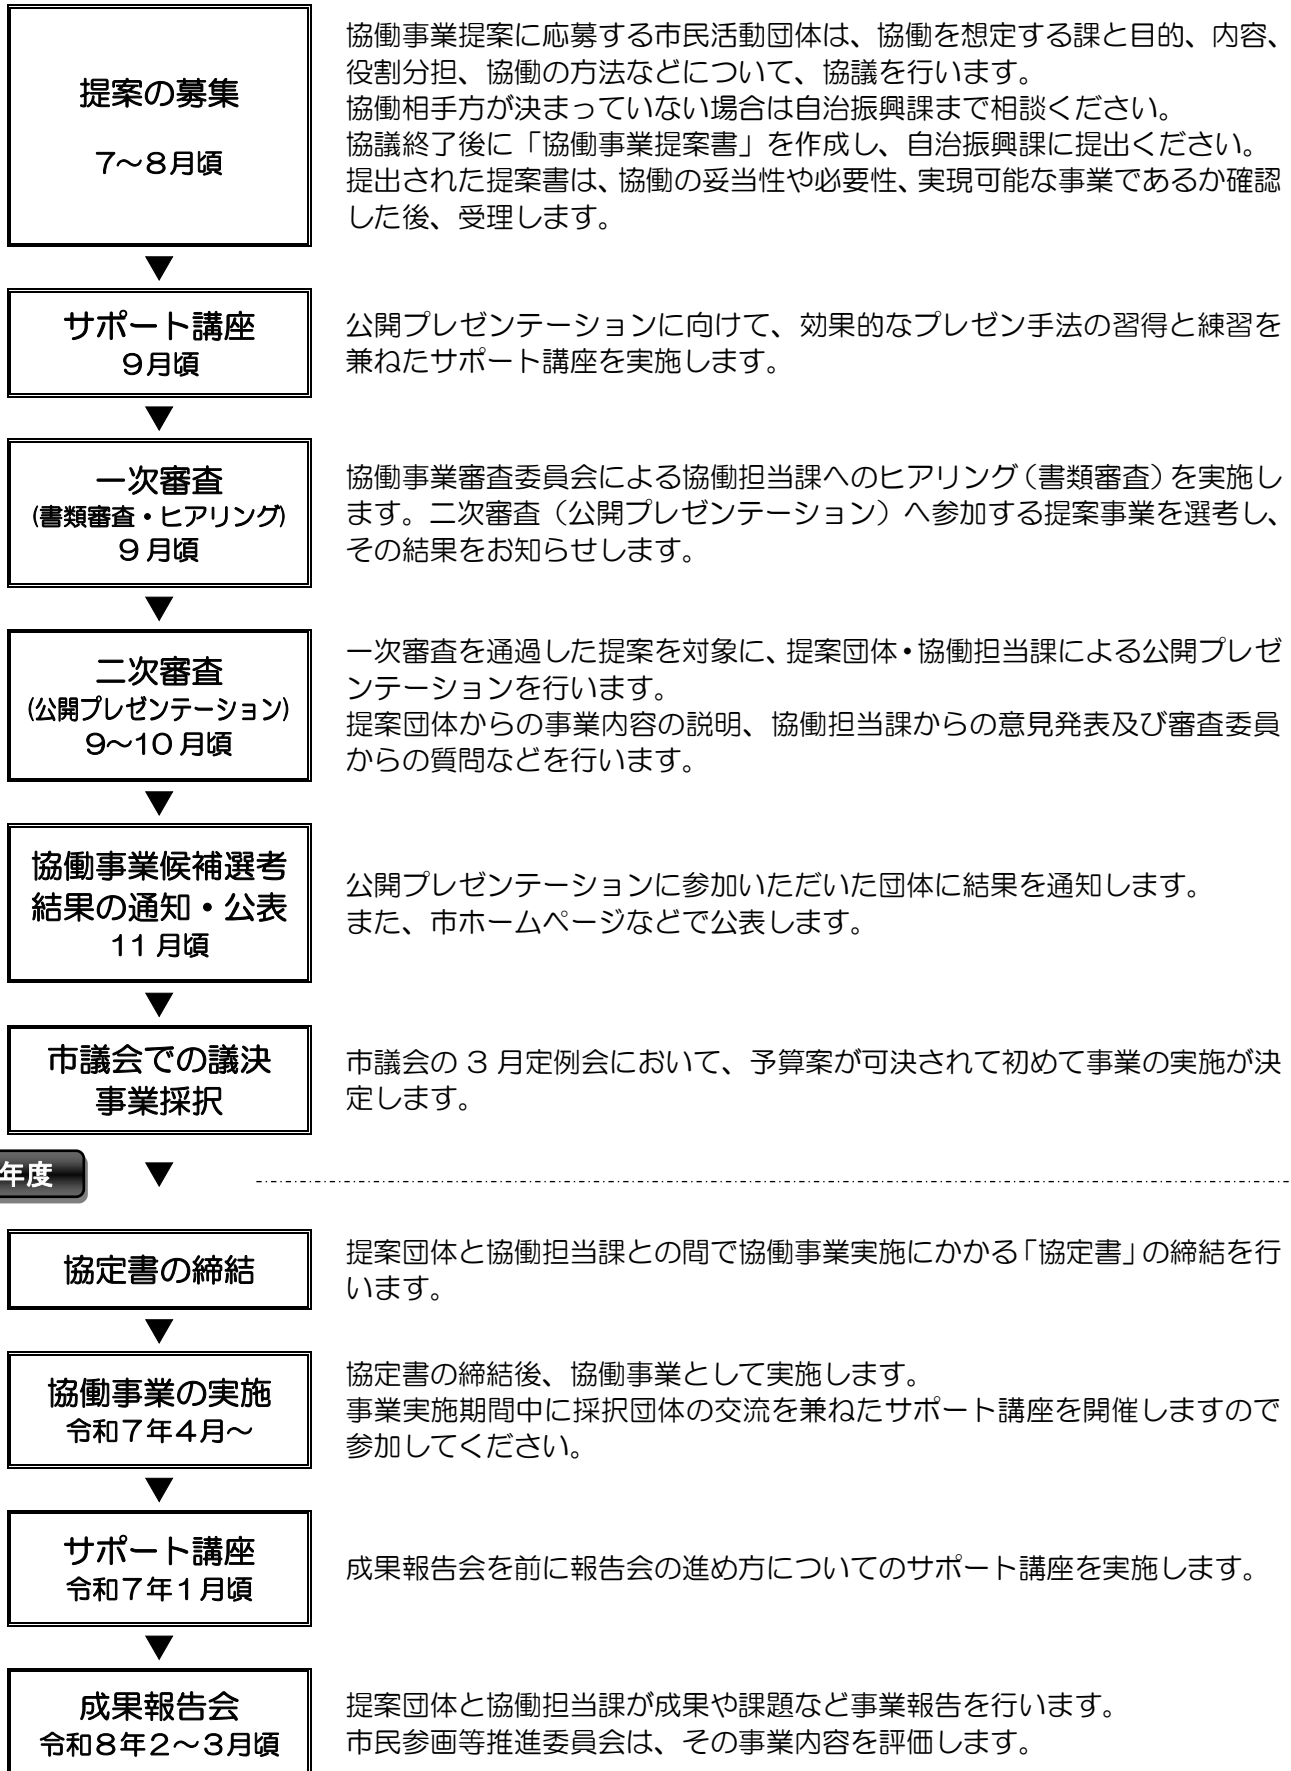 提案の募集
7～8月頃
協働事業提案に応募する市民活動団体は、協働を想定する課と目的、内容、
役割分担、協働の方法などについて、協議を行います。
協働相手方が決まっていない場合は自治振興課まで相談ください。
協議終了後に「協働事業提案書」を作成し、自治振興課に提出ください。
提出された提案書は、協働の妥当性や必要性、実現可能な事業であるか確認
した後、受理します。
▼
サポート講座
9月頃
公開プレゼンテーションに向けて、効果的なプレゼン手法の習得と練習を
兼ねたサポート講座を実施します。
▼
一次審査
(書類審査・ヒアリング)
9月頃
協働事業審査委員会による協働担当課へのヒアリング（書類審査）を実施し
ます。二次審査（公開プレゼンテーション）へ参加する提案事業を選考し、
その結果をお知らせします。
▼
二次審査
(公開プレゼンテーション)
9～10月頃
一次審査を通過した提案を対象に、提案団体・協働担当課による公開プレゼ
ンテーションを行います。
提案団体からの事業内容の説明、協働担当課からの意見発表及び審査委員
からの質問などを行います。
▼
協働事業候補選考
結果の通知・公表
11月頃
公開プレゼンテーションに参加いただいた団体に結果を通知します。
また、市ホームページなどで公表します。
▼
市議会での議決
事業採択
市議会の3月定例会において、予算案が可決されて初めて事業の実施が決
定します。
年度
▼
協定書の締結
提案団体と協働担当課との間で協働事業実施にかかる「協定書」の締結を行
います。
▼
協働事業の実施
令和7年4月～
協定書の締結後、協働事業として実施します。
事業実施期間中に採択団体の交流を兼ねたサポート講座を開催しますので
参加してください。
▼
サポート講座
令和7年1月頃
成果報告会を前に報告会の進め方についてのサポート講座を実施します。
▼
成果報告会
令和8年2～3月頃
提案団体と協働担当課が成果や課題など事業報告を行います。
市民参画等推進委員会は、その事業内容を評価します。